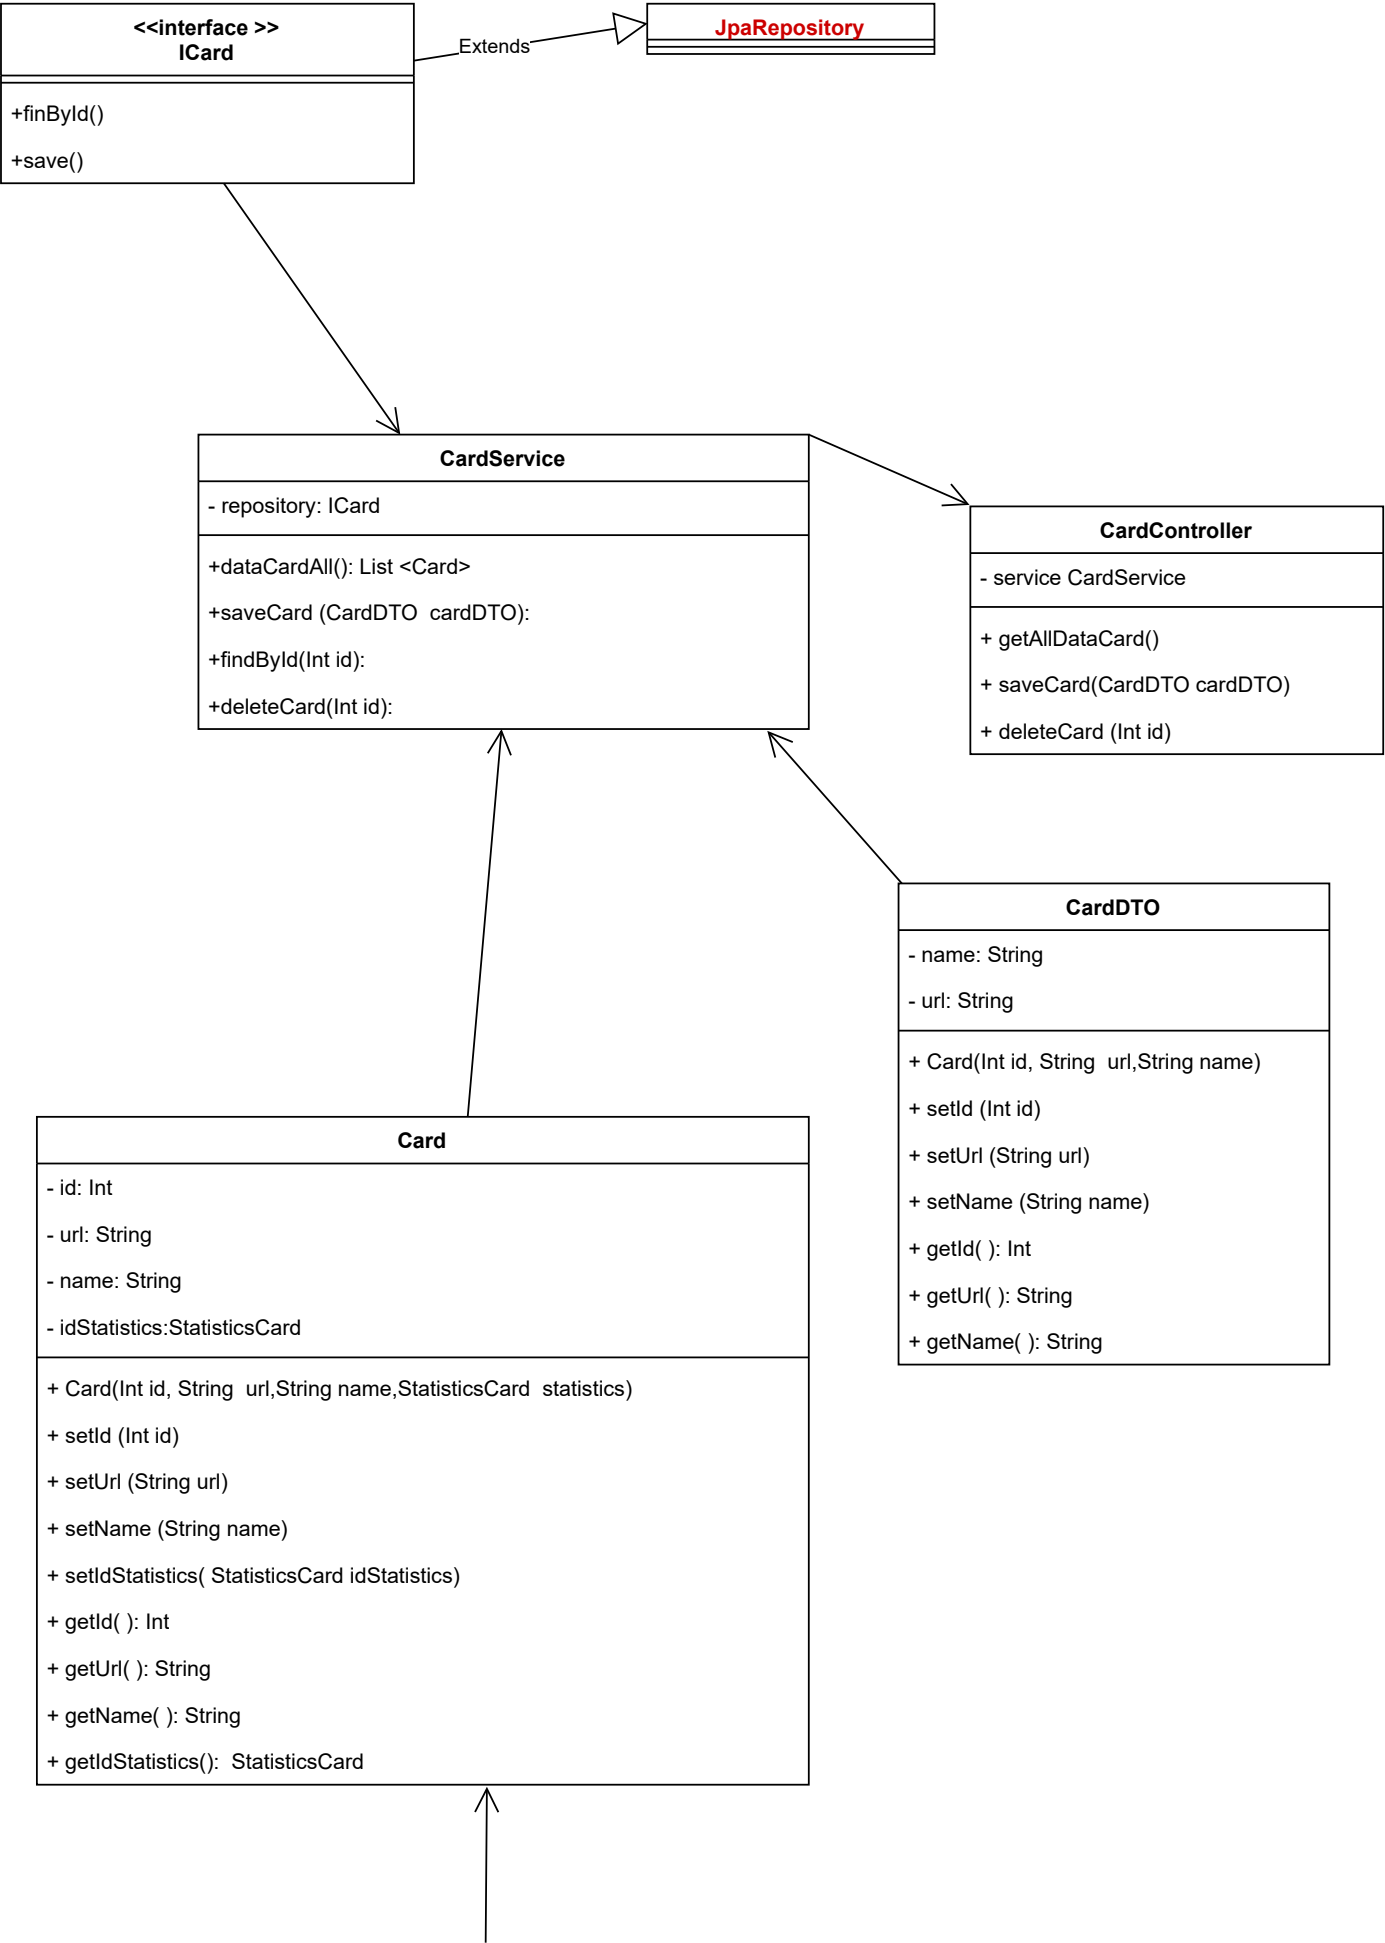 <<interface >>
ICard
+finById()
+save()
Extends
JpaRepository
CardService
- repository: ICard
+dataCardAll(): List <Card>
+saveCard (CardDTO  cardDTO):
+findById(Int id):
+deleteCard(Int id):
CardController
- service CardService
+ getAllDataCard()
+ saveCard(CardDTO cardDTO)
+ deleteCard (Int id)
CardDTO
- name: String
- url: String
+ Card(Int id, String  url,String name)
+ setId (Int id)
+ setUrl (String url)
+ setName (String name)
+ getId( ): Int
+ getUrl( ): String
+ getName( ): String
Card
- id: Int
- url: String
- name: String
- idStatistics:StatisticsCard
+ Card(Int id, String  url,String name,StatisticsCard  statistics)
+ setId (Int id)
+ setUrl (String url)
+ setName (String name)
+ setIdStatistics( StatisticsCard idStatistics)
+ getId( ): Int
+ getUrl( ): String
+ getName( ): String
+ getIdStatistics():  StatisticsCard